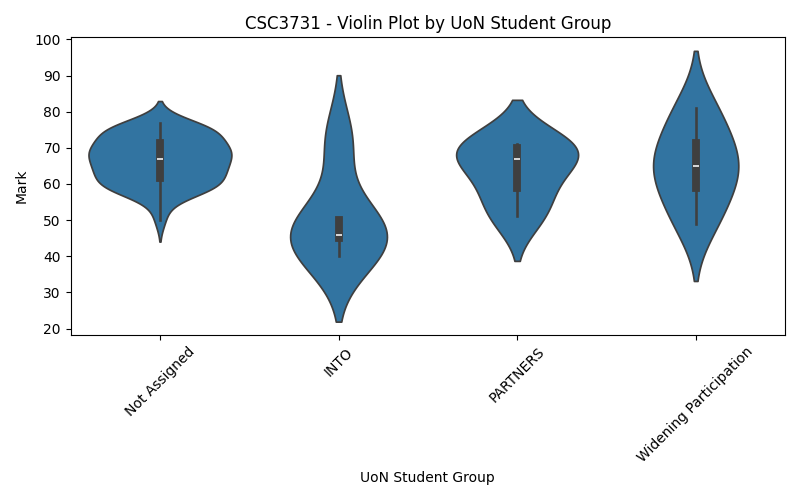 CSC3731 - Violin Plot by UoN Student Group
100
90
80
70
60
50
40
30
20
Mark
Not Assigned
INTO
PARTNERS
Widening Participation
UoN Student Group